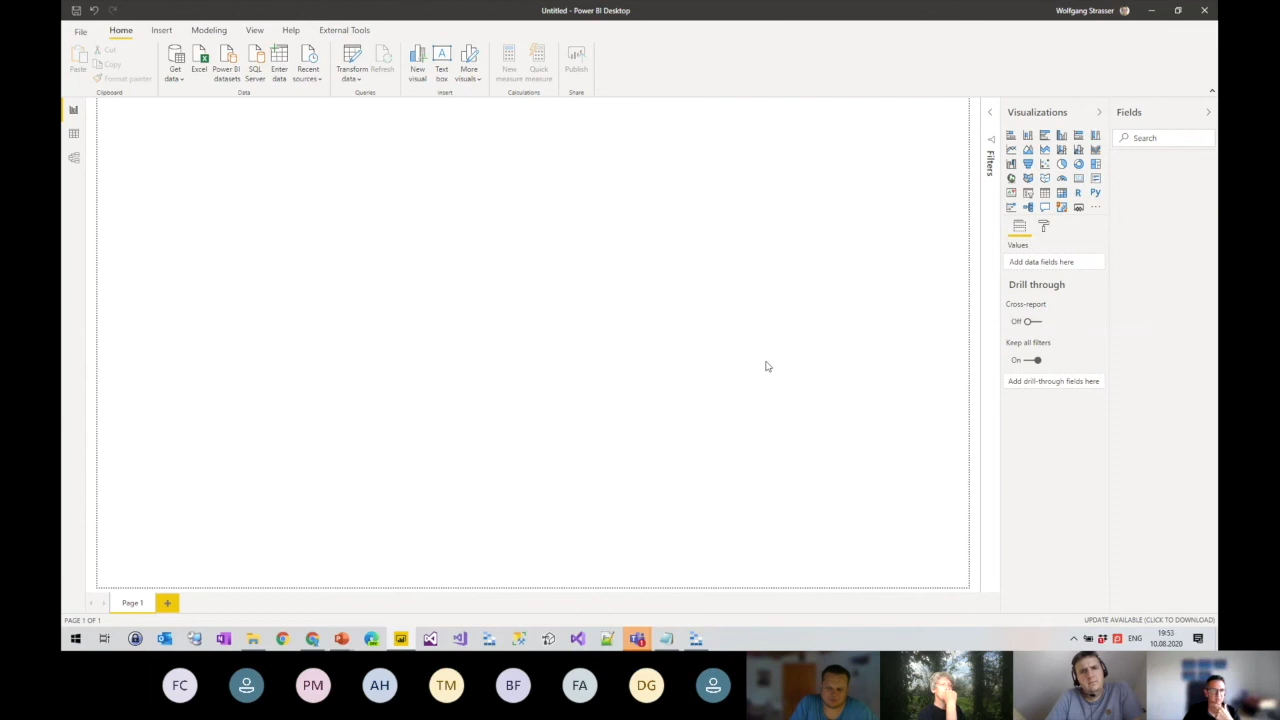 Untitled - Power BI Desktop
Wolfgang Strasser
File
Home
Insert
Modeling
View
Help
External Tools
Paste
Cut
Copy
Format painter
Clipboard
Get data
Excel
Power BI datasets
SQL Server
Enter data
Recent sources
Data
Transform data
Refresh
Queries
New visual
Text box
More visuals
Insert
New measure
Quick measure
Calculations
Publish
Share
Filters
Visualizations
Fields
Search
R
Py
Values
Add data fields here
Drill through
Cross-report
Off
Keep all filters
On
Add drill-through fields here
Page 1
PAGE 1 OF 1
UPDATE AVAILABLE (CLICK TO DOWNLOAD)
ENG
19:53
10.08.2020
FC
PM
AH
TM
BF
FA
DG